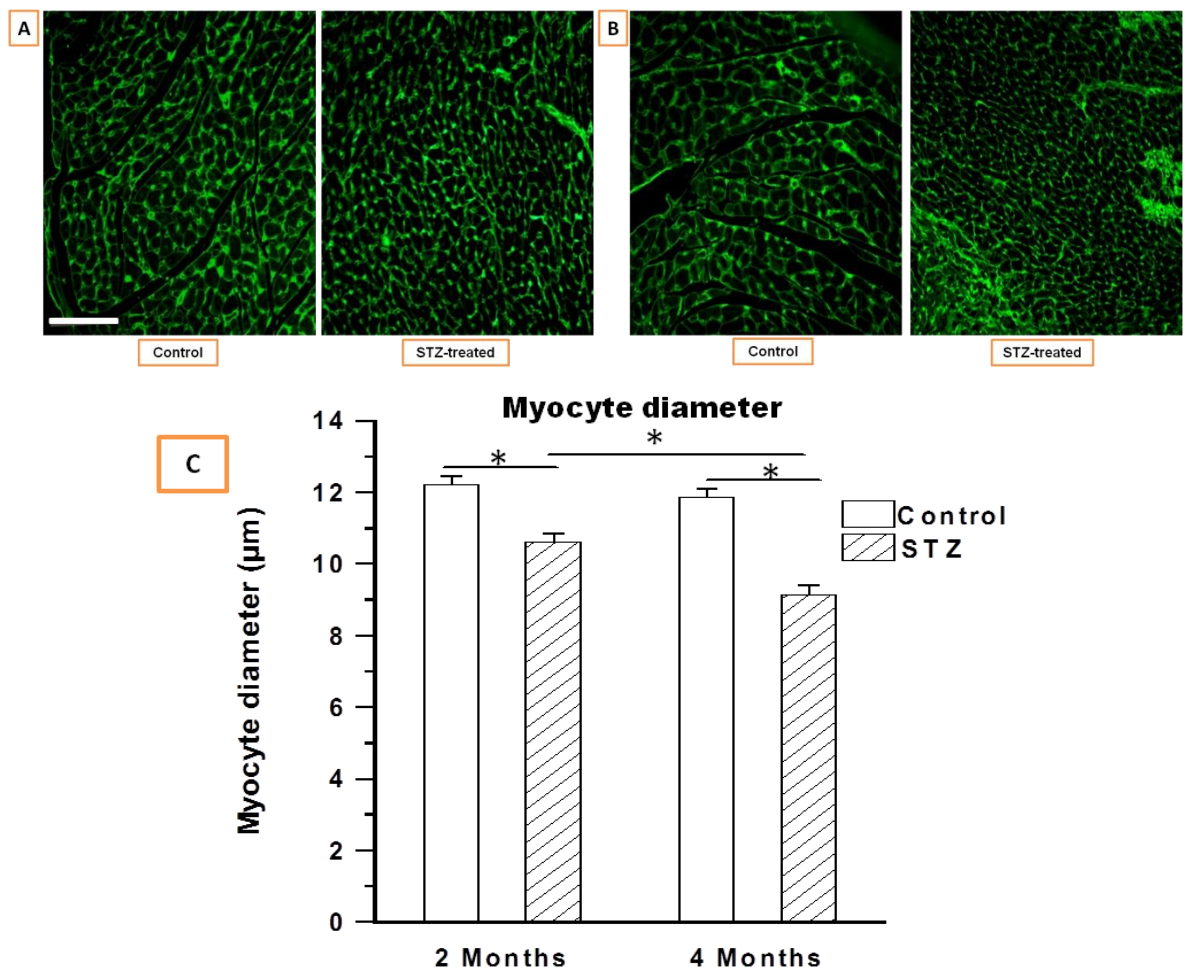 A
B
Control
STZ-treated
Control
STZ-treated
C
Myocyte diameter
Myocyte diameter (µm)
14
12
10
8
6
4
2
0
*
*
*
Control
STZ
2 Months
4 Months